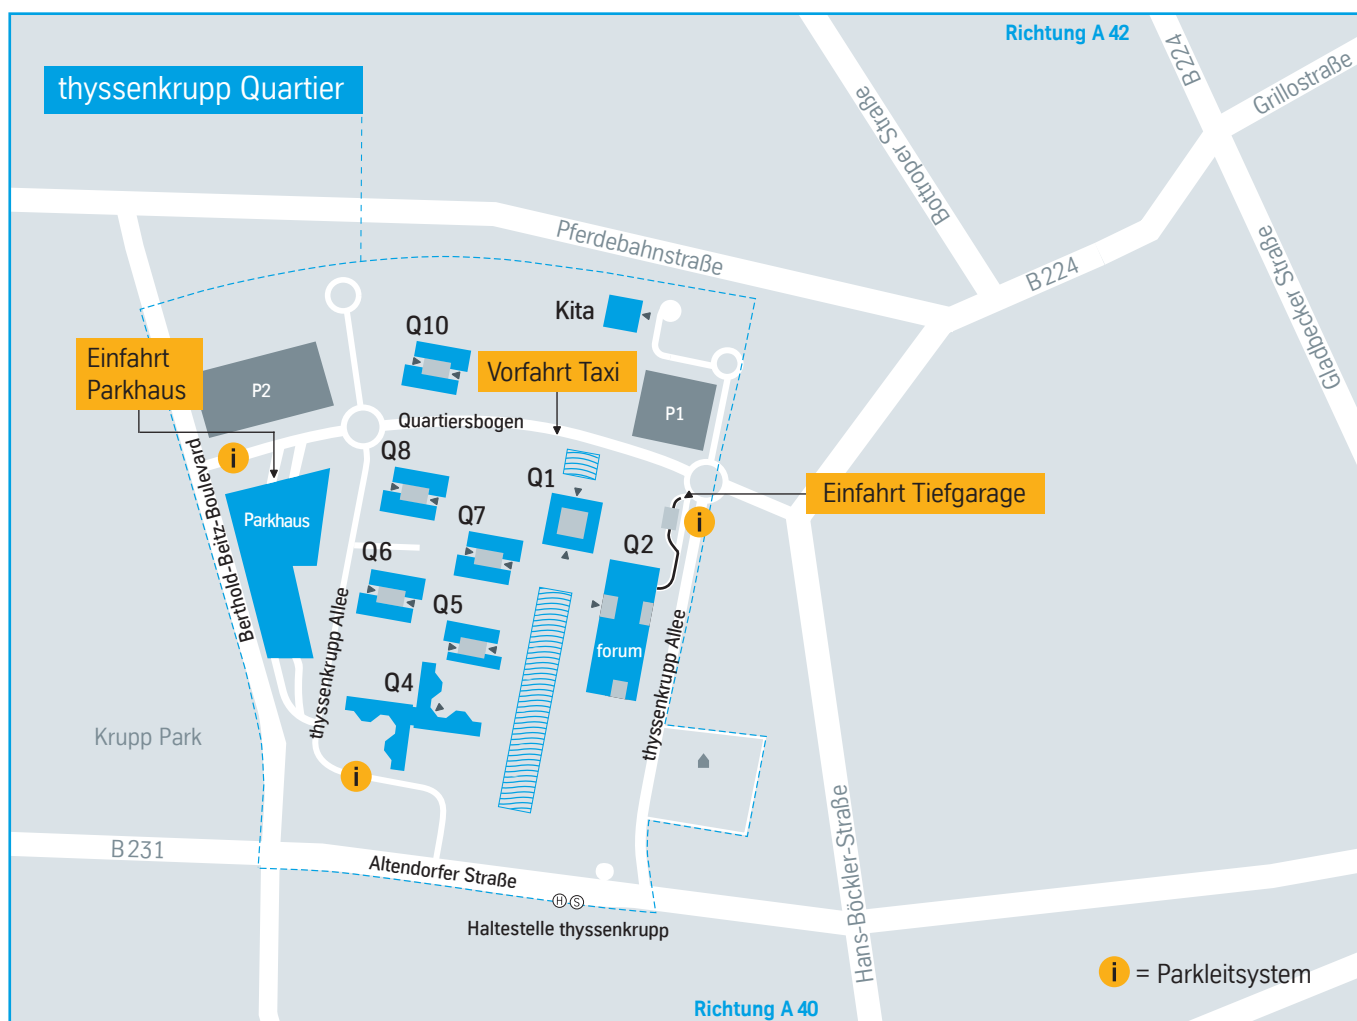 Richtung A 42
thyssenkrupp Quartier
B224
Grillostraße
Bottroper Straße
Pferdebahnstraße
B224
Gladbecker Straße
Kita
Q10
Einfahrt
Parkhaus
Vorfahrt Taxi
P2
P1
Quartiersbogen
i
Q8
Q1
Einfahrt Tiefgarage
Berthold-Beitz-Boulevard
Parkhaus
Q7
i
Q2
Q6
Q5
thyssenkrupp Allee
forum
thyssenkrupp Allee
Q4
Krupp Park
i
Hans-Böckler-Straße
B231
Altendorfer Straße
H S
Haltestelle thyssenkrupp
i = Parkleitsystem
Richtung A 40